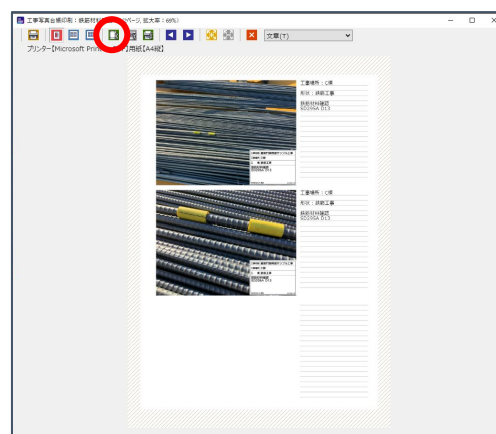 工事写真台帳印刷：鉄筋材料
ページ, 拡大率：69%)
文章(T)
プリンター【Microsoft Prin
】用紙【A4縦】
工事場所：C棟
形状：鉄筋工事
鉄筋材料確認
SD295A D13
工事場所：C棟
形状：鉄筋工事
鉄筋材料確認
SD295A D13